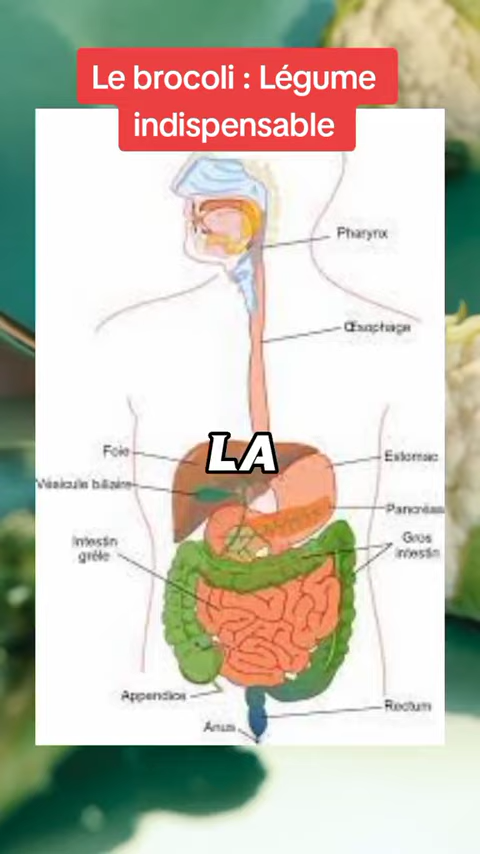 Le brocoli : Légume
indispensable
Pharynx
Œsophage
LA
Foie
Estomac
Vésicule biliaire
Pancréas
Intestin
grêle
Gros
intestin
Appendice
Rectum
Anus